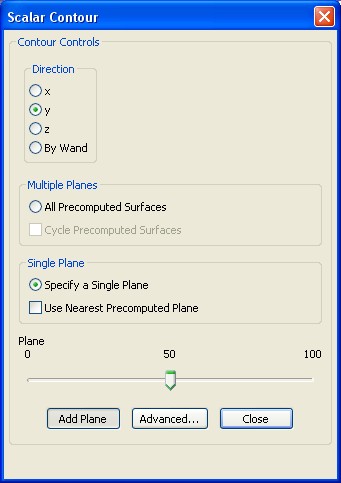 Scalar Contour
Contour Controls
Direction
x
y
z
By Wand
Multiple Planes
All Precomputed Surfaces
Cycle Precomputed Surfaces
Single Plane
Specify a Single Plane
Use Nearest Precomputed Plane
Plane
0 50 100
Add Plane Advanced... Close